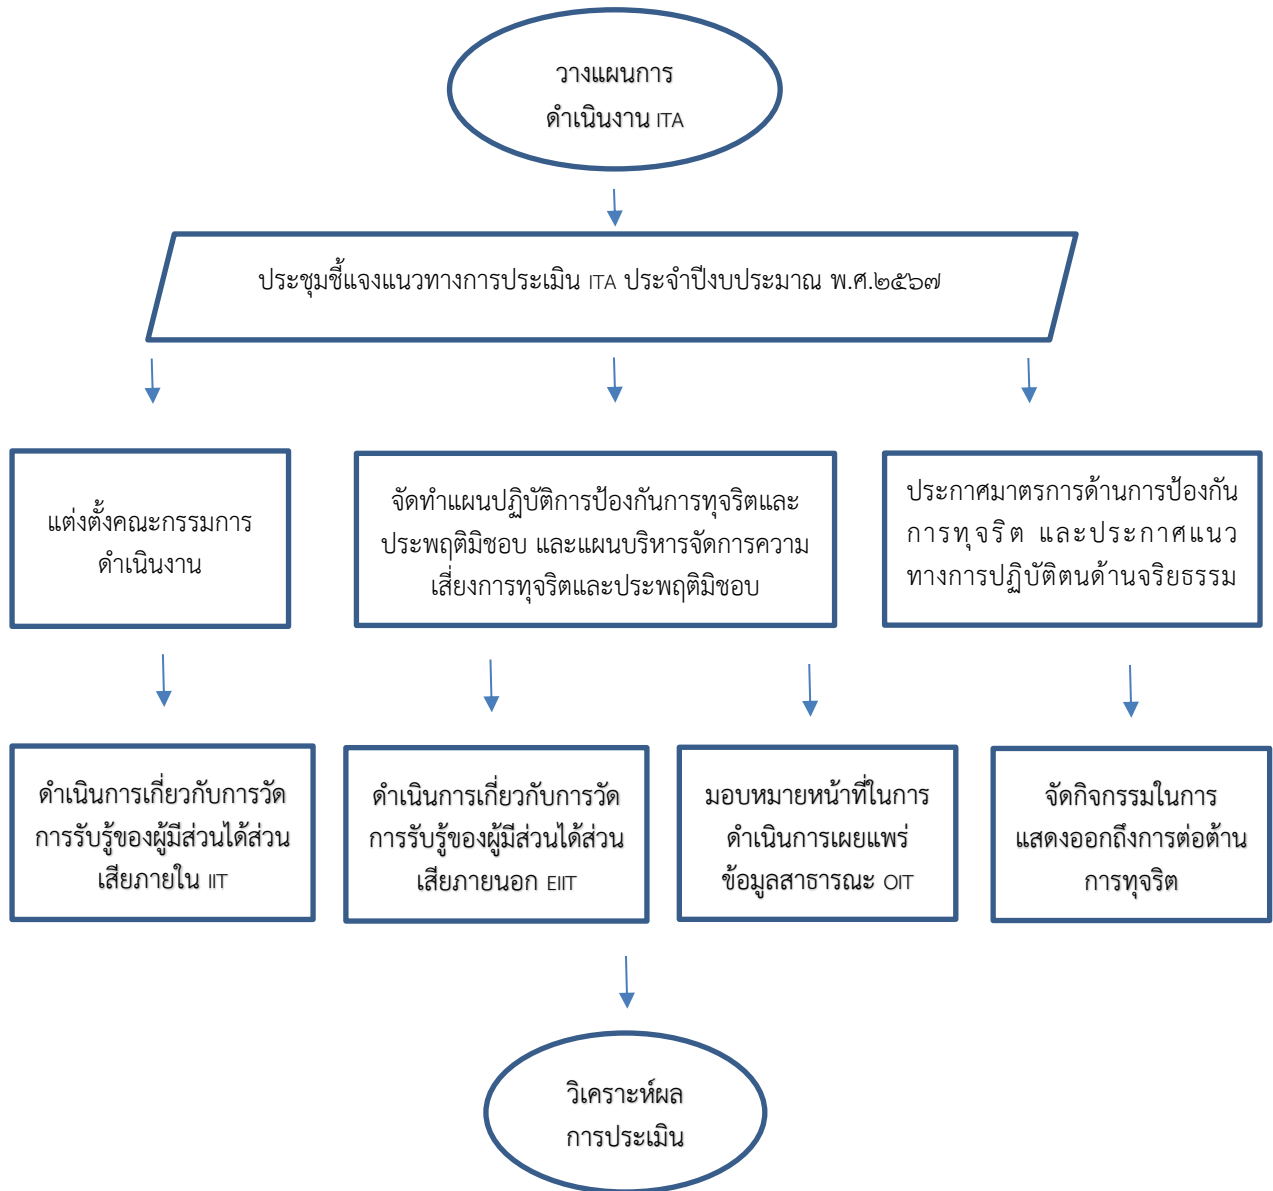 วางแผนการ
ดำเนินงาน ITA
ประชุมชี้แจงแนวทางการประเมิน ITA ประจำปีงบประมาณ พ.ศ.๒๕๖๗
แต่งตั้งคณะกรรมการ
ดำเนินงาน
จัดทำแผนปฏิบัติการป้องกันการทุจริตและ
ประพฤติมิชอบ และแผนบริหารจัดการความ
เสี่ยงการทุจริตและประพฤติมิชอบ
ประกาศมาตรการด้านการป้องกัน
การทุจริต และประกาศแนว
ทางการปฏิบัติตนด้านจริยธรรม
ดำเนินการเกี่ยวกับการวัด
การรับรู้ของผู้มีส่วนได้ส่วน
เสียภายใน IIT
ดำเนินการเกี่ยวกับการวัด
การรับรู้ของผู้มีส่วนได้ส่วน
เสียภายนอก EIIT
มอบหมายหน้าที่ในการ
ดำเนินการเผยแพร่
ข้อมูลสาธารณะ OIT
จัดกิจกรรมในการ
แสดงออกถึงการต่อต้าน
การทุจริต
วิเคราะห์ผล
การประเมิน